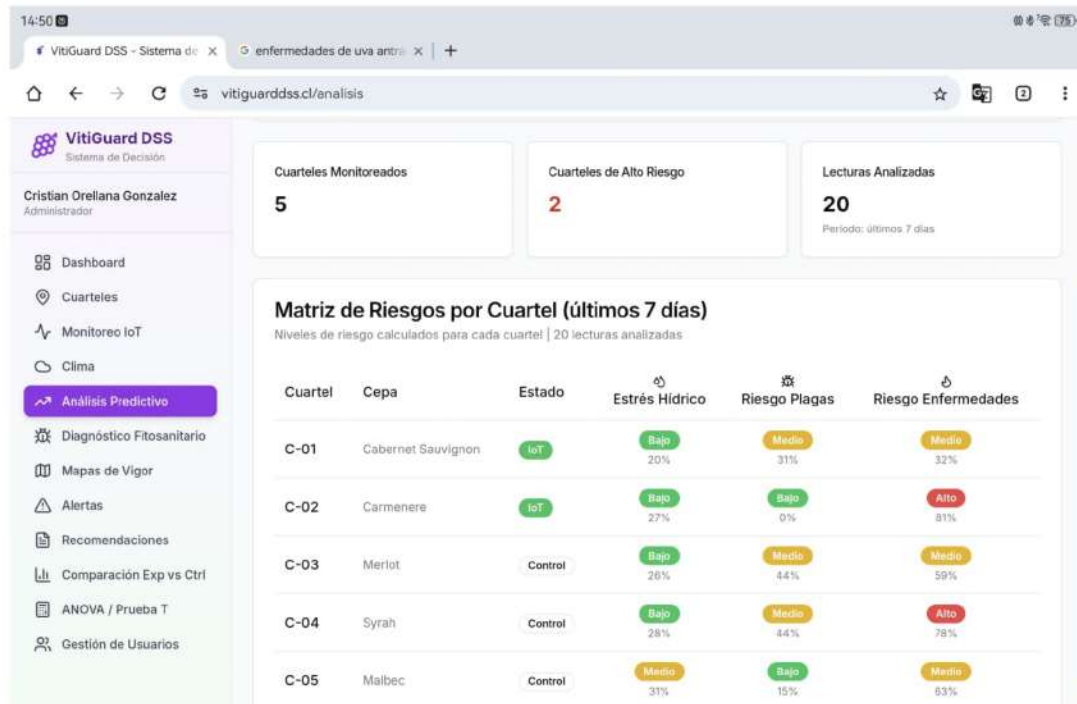 14:50
75
VitiGuard DSS - Sistema de
enfermedades de uva antra
vitiguarddss.cl/analisis
2
VitiGuard DSS
Sistema de Decisión
Cristian Orellana Gonzalez
Administrador
Dashboard
Cuarteles
Monitoreo IoT
Clima
Análisis Predictivo
Diagnóstico Fitosanitario
Mapas de Vigor
Alertas
Recomendaciones
Comparación Exp vs Ctrl
ANOVA / Prueba T
Gestión de Usuarios
Cuarteles Monitoreados
5
Cuarteles de Alto Riesgo
2
Lecturas Analizadas
20
Período: últimos 7 días
Matriz de Riesgos por Cuartel (últimos 7 días)
Niveles de riesgo calculados para cada cuartel | 20 lecturas analizadas
Cuartel Cepa Estado Estrés Hídrico Riesgo Plagas Riesgo Enfermedades
C-01 Cabernet Sauvignon IoT Bajo Medio Medio
20% 31% 32%
C-02 Carmenere IoT Bajo Bajo Alto
27% 0% 81%
C-03 Merlot Control Bajo Medio Medio
26% 44% 59%
C-04 Syrah Control Bajo Medio Alto
28% 44% 78%
C-05 Malbec Control Medio Bajo Medio
31% 15% 63%